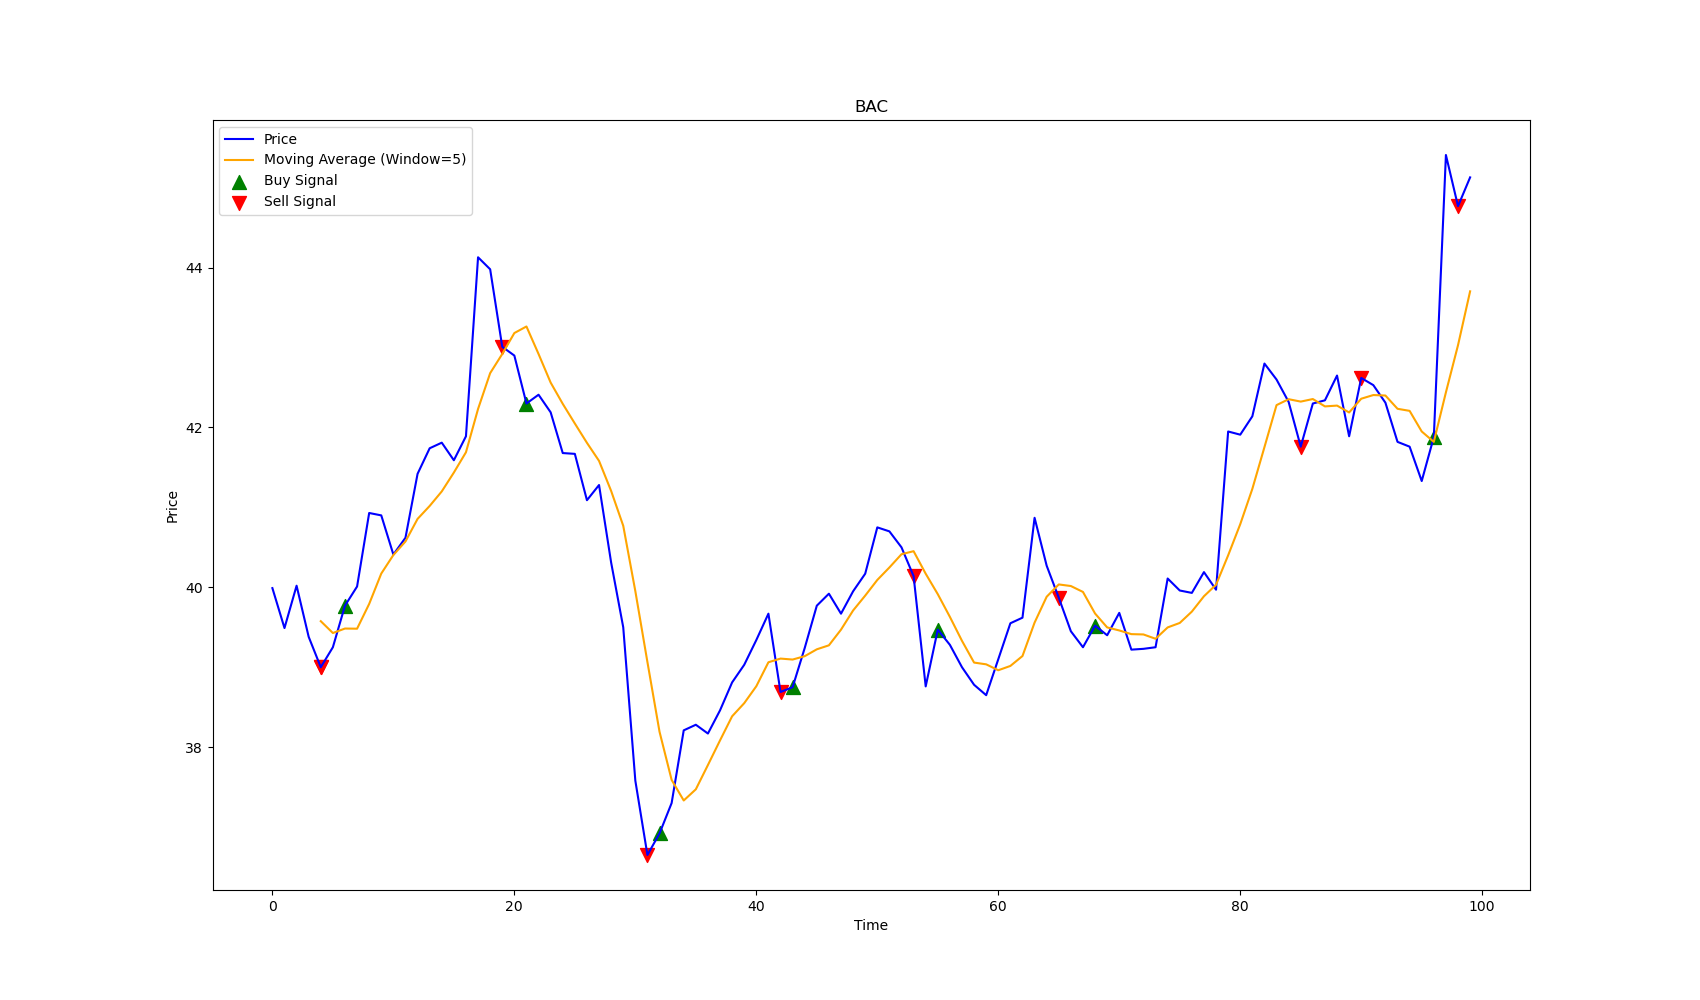 BAC
Price
Moving Average (Window=5)
Buy Signal
Sell Signal
44
42
40
38
Price
0 20 40 60 80 100
Time